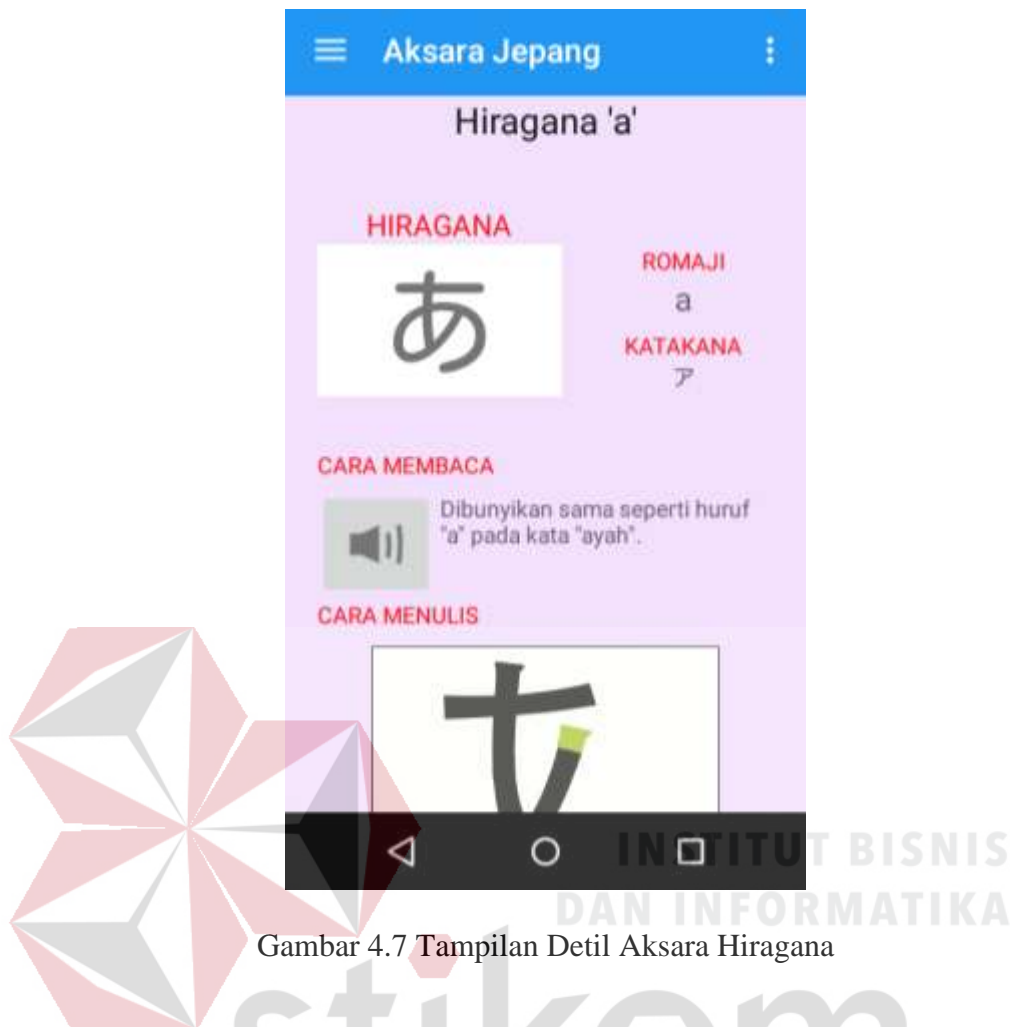 Aksara Jepang
Hiragana 'a'
HIRAGANA
あ
ROMAJI
a
KATAKANA
ア
CARA MEMBACA
Dibunyikan sama seperti huruf
"a" pada kata "ayah".
CARA MENULIS
INSTITUT BISNIS
DAN INFORMATIKA
Gambar 4.7 Tampilan Detil Aksara Hiragana
stikom